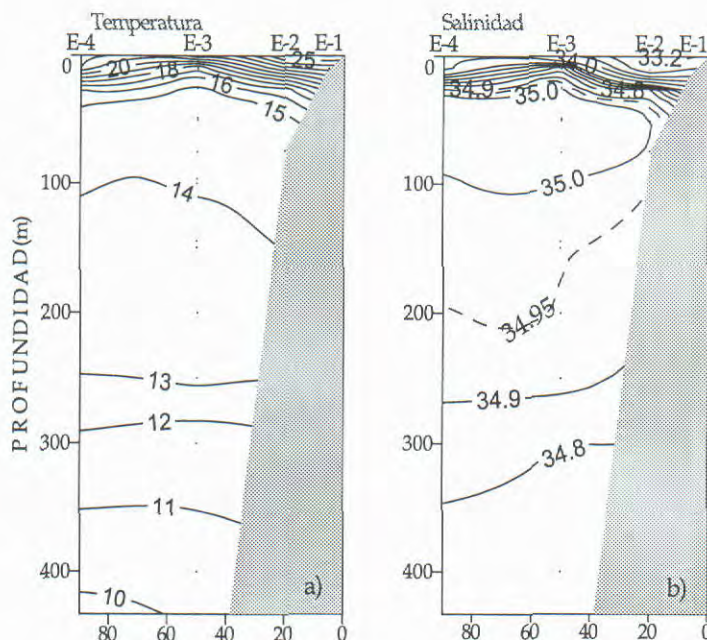 Temperatura
E-4 E-3 E-2 E-1
0
100
200
300
400
PROFUNDIDAD(m)
20 18 16 25
15
14
13
12
11
10
a)
80 60 40 20 0
Salinidad
E-4 E-3 E-2 E-1
0
100
200
300
400
34.0 33.2
34.9 35.0 34.8
35.0
34.95
34.9
34.8
b)
80 60 40 20 0